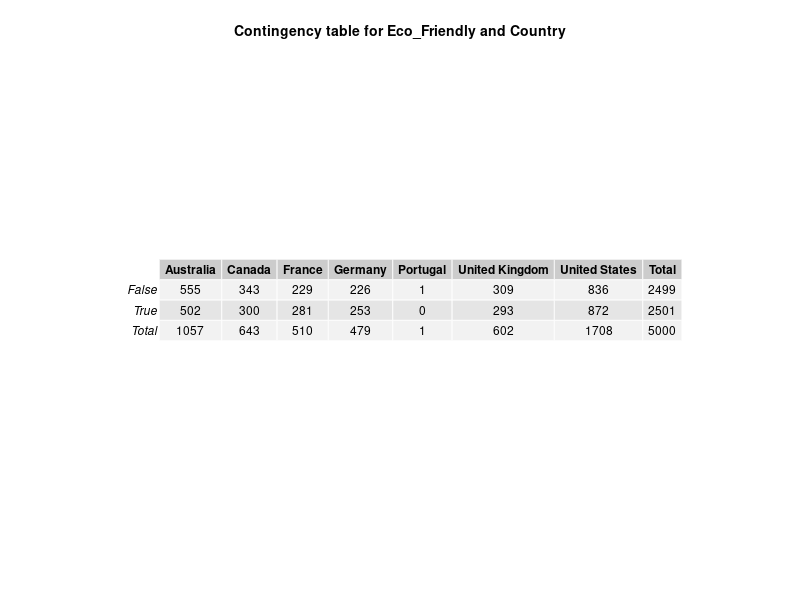 Contingency table for Eco_Friendly and Country
Australia Canada France Germany Portugal United Kingdom United States Total
False 555 343 229 226 1 309 836 2499
True 502 300 281 253 0 293 872 2501
Total 1057 643 510 479 1 602 1708 5000